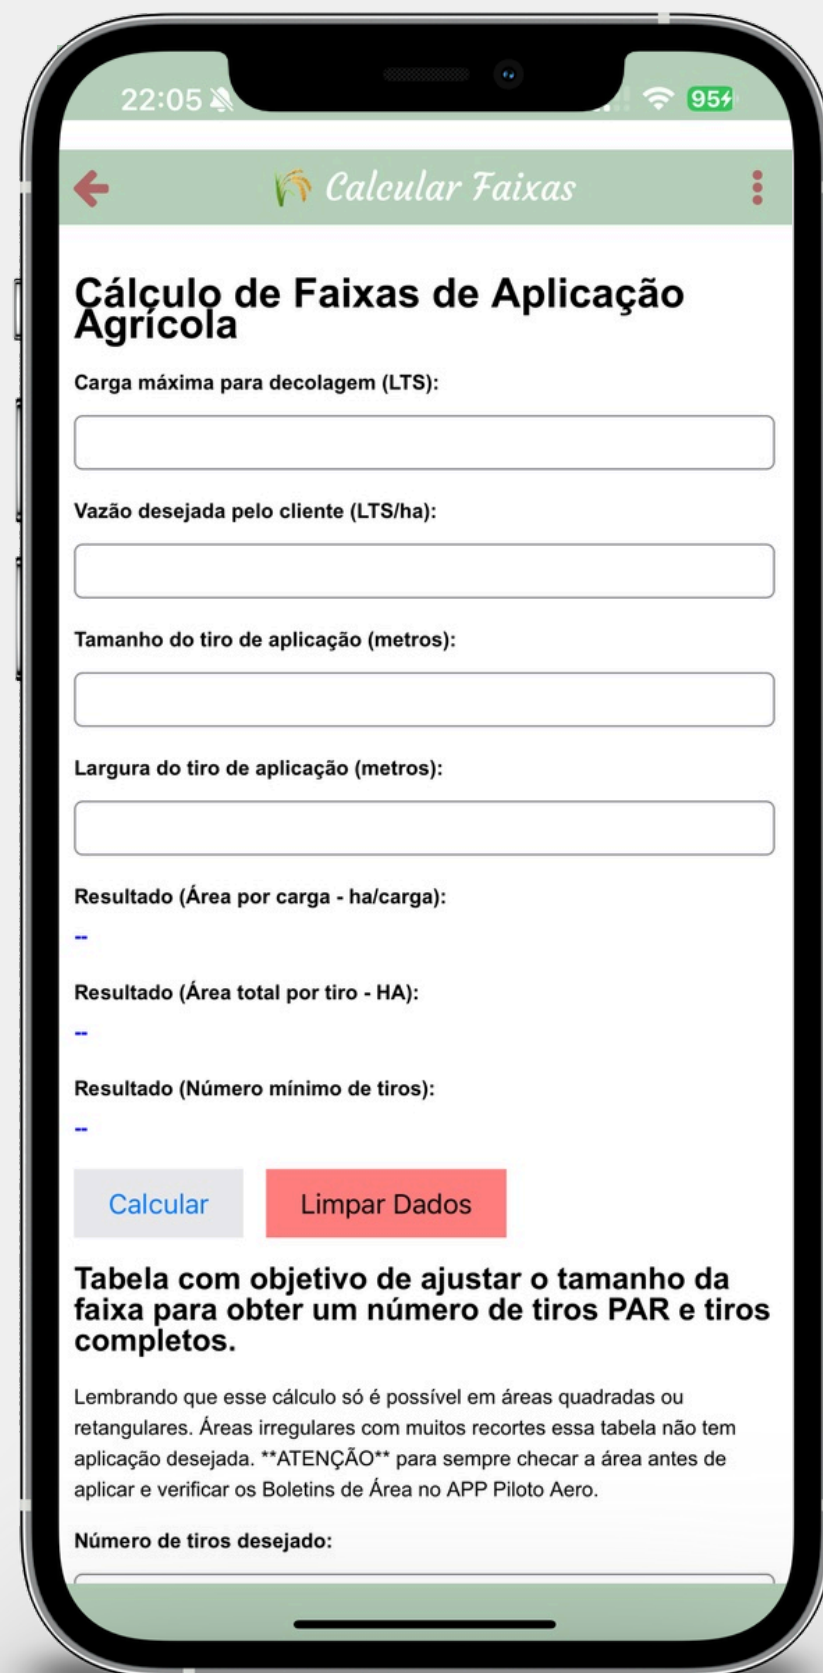 22:05
95
Calcular Faixas
Cálculo de Faixas de Aplicação
Agrícola
Carga máxima para decolagem (LTS):
Vazão desejada pelo cliente (LTS/ha):
Tamanho do tiro de aplicação (metros):
Largura do tiro de aplicação (metros):
Resultado (Área por carga - ha/carga):
--
Resultado (Área total por tiro - HA):
--
Resultado (Número mínimo de tiros):
--
Calcular Limpar Dados
Tabela com objetivo de ajustar o tamanho da
faixa para obter um número de tiros PAR e tiros
completos.
Lembrando que esse cálculo só é possível em áreas quadradas ou
retangulares. Áreas irregulares com muitos recortes essa tabela não tem
aplicação desejada. **ATENÇÃO** para sempre checar a área antes de
aplicar e verificar os Boletins de Área no APP Piloto Aero.
Número de tiros desejado: